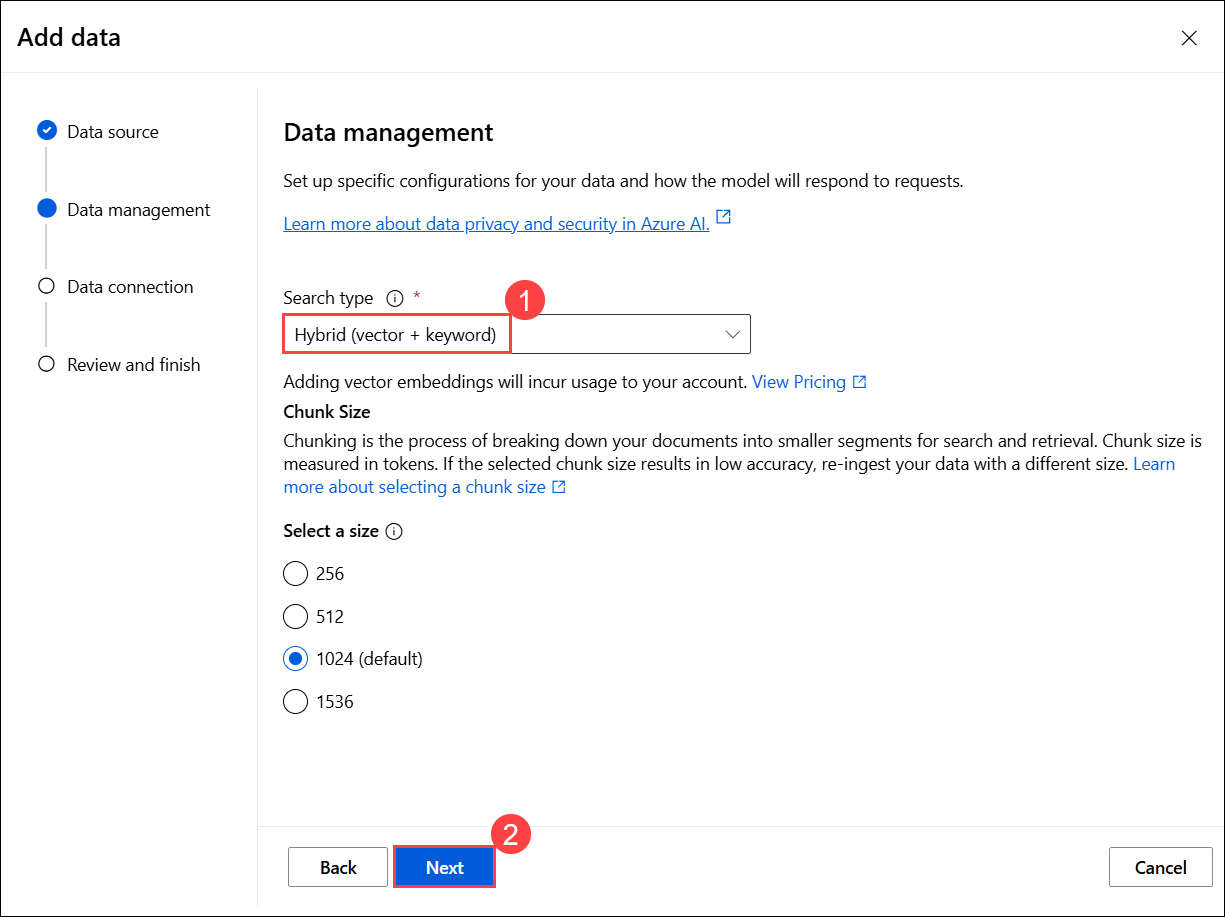 Add data
Data source
Data management
Data connection
Review and finish
Data management
Set up specific configurations for your data and how the model will respond to requests.
Learn more about data privacy and security in Azure AI.
Search type *
1
Hybrid (vector + keyword)
Adding vector embeddings will incur usage to your account. View Pricing
Chunk Size
Chunking is the process of breaking down your documents into smaller segments for search and retrieval. Chunk size is
measured in tokens. If the selected chunk size results in low accuracy, re-ingest your data with a different size. Learn
more about selecting a chunk size
Select a size
256
512
1024 (default)
1536
2
Back
Next
Cancel